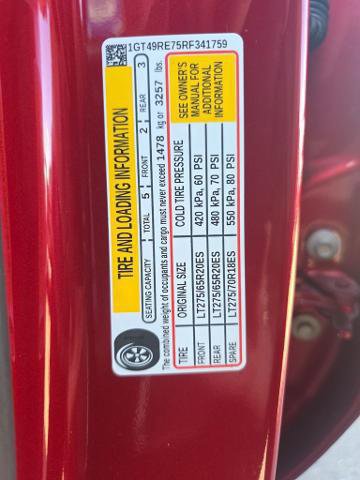 1GT49RE75RF341759
TIRE AND LOADING INFORMATION
SEATING CAPACITY TOTAL 5 FRONT 2 REAR 3
The combined weight of occupants and cargo must never exceed 1478 kg or 3257 lbs.
TIRE ORIGINAL SIZE COLD TIRE PRESSURE
FRONT LT275/65R20ES 420 kPa, 60 PSI
REAR LT275/65R20ES 480 kPa, 70 PSI
SPARE LT275/70R18ES 550 kPa, 80 PSI
SEE OWNER'S
MANUAL FOR
ADDITIONAL
INFORMATION